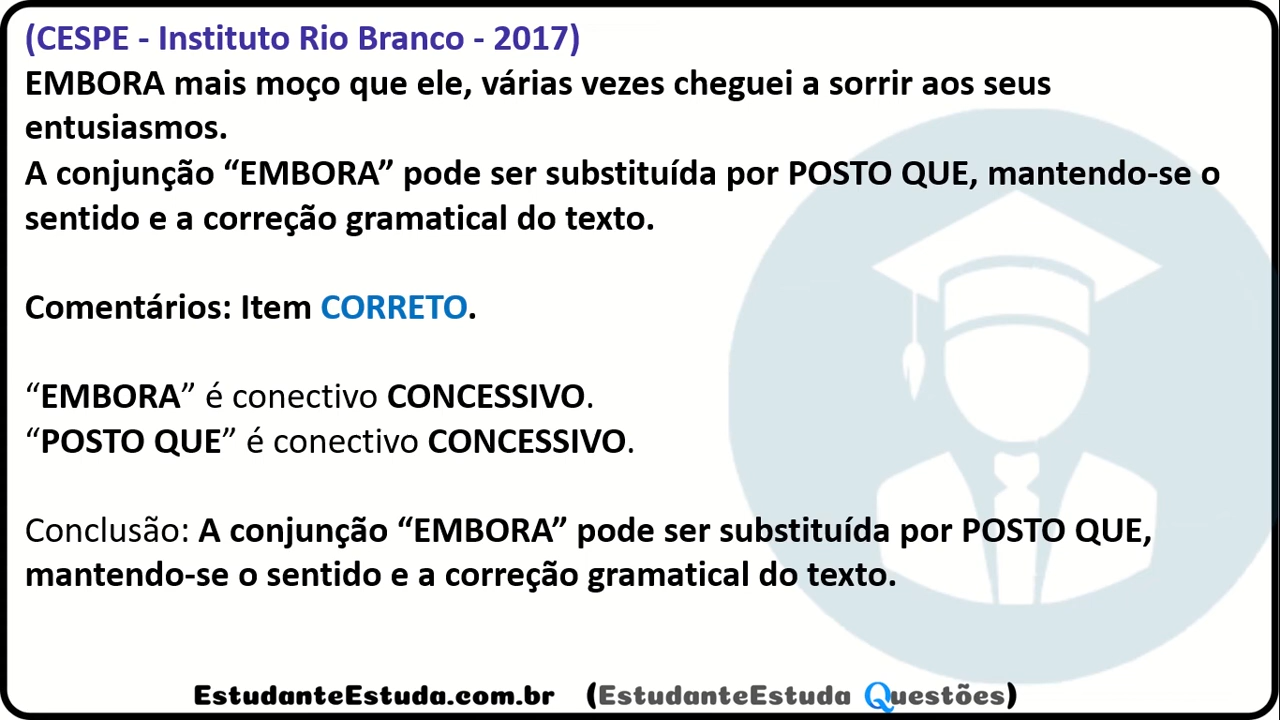 (CESPE - Instituto Rio Branco - 2017)
EMBORA mais moço que ele, várias vezes cheguei a sorrir aos seus
entusiasmos.
A conjunção “EMBORA” pode ser substituída por POSTO QUE, mantendo-se o
sentido e a correção gramatical do texto.
Comentários: Item CORRETO.
“EMBORA” é conectivo CONCESSIVO.
“POSTO QUE” é conectivo CONCESSIVO.
Conclusão: A conjunção “EMBORA” pode ser substituída por POSTO QUE,
mantendo-se o sentido e a correção gramatical do texto.
EstudanteEstuda.com.br (EstudanteEstuda Questões)